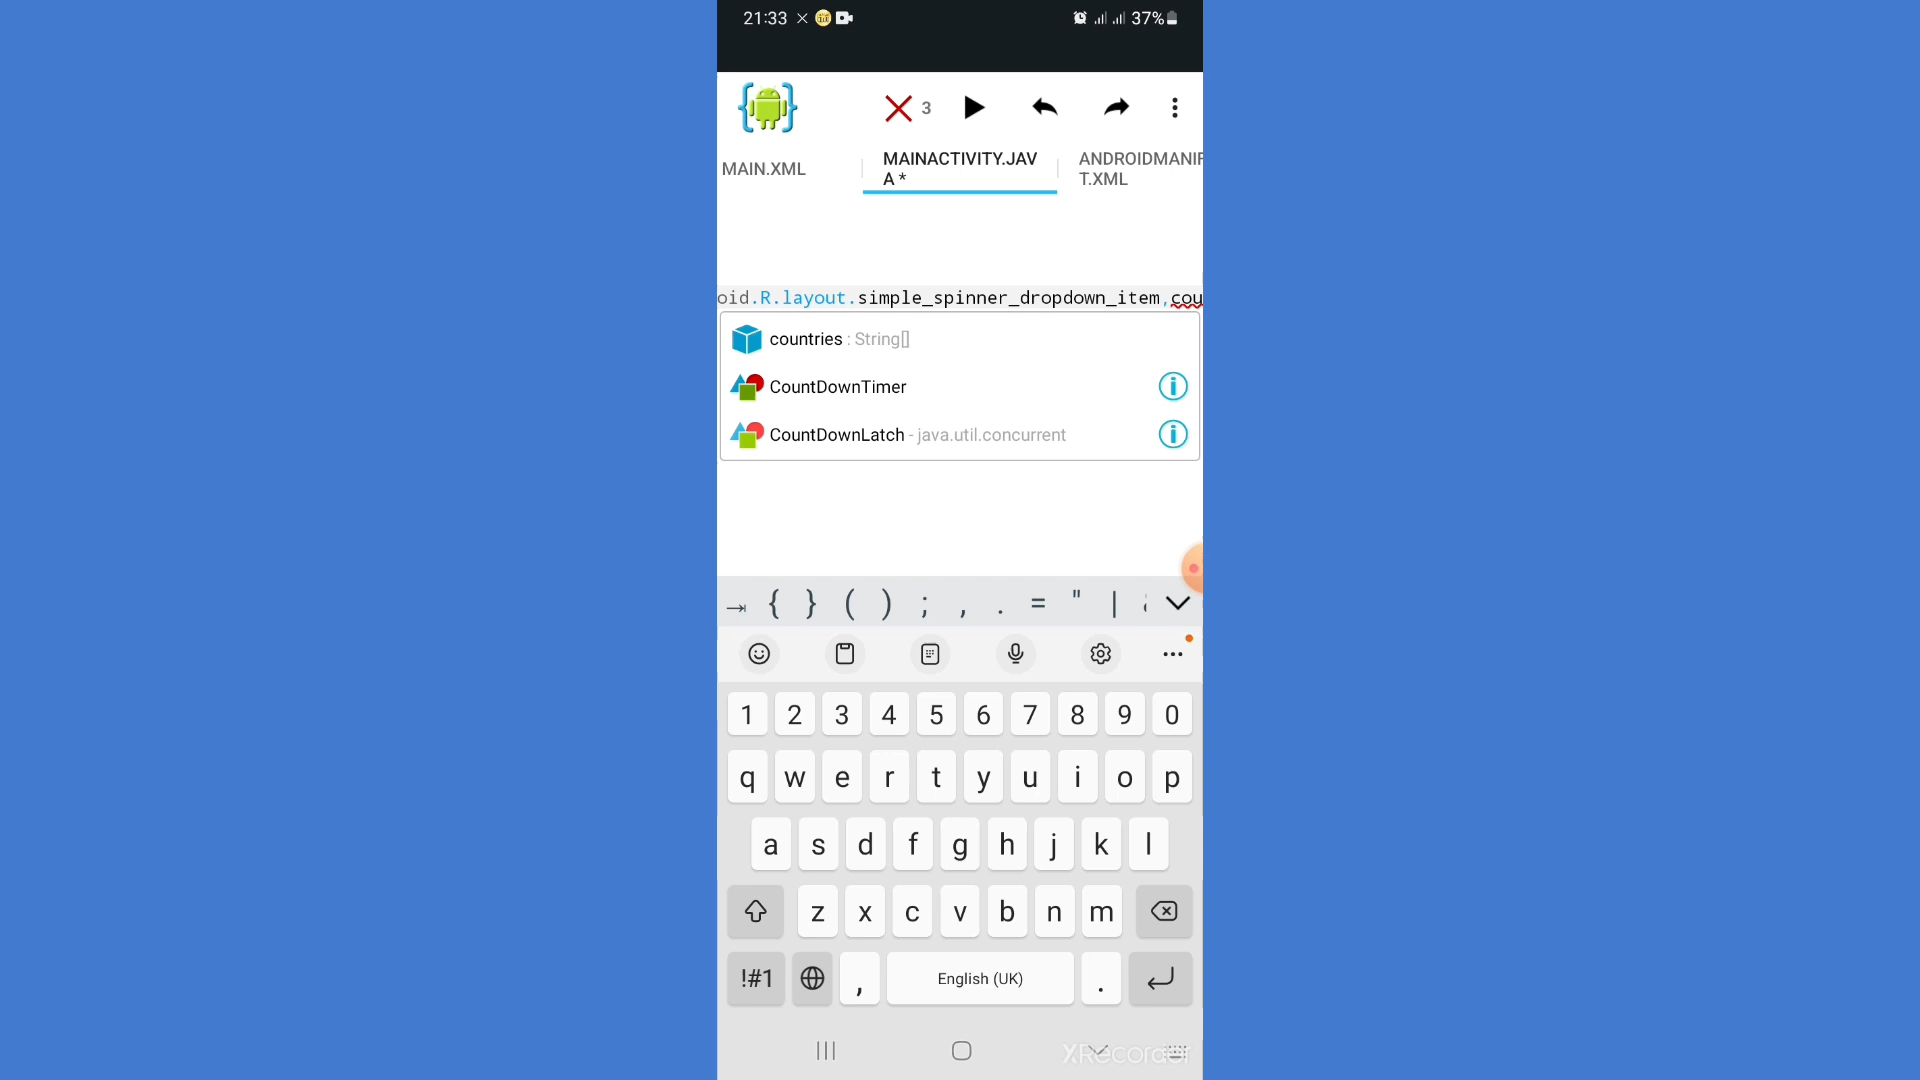 21:33
37%
3
MAIN.XML
MAINACTIVITY.JAV
A *
ANDROIDMANIF
T.XML
oid.R.layout.simple_spinner_dropdown_item,cou
countries : String[]
CountDownTimer
CountDownLatch - java.util.concurrent
{ } ( ) ; , . = " |
1 2 3 4 5 6 7 8 9 0
q w e r t y u i o p
a s d f g h j k l
z x c v b n m
!#1 , English (UK) .
XRecorder